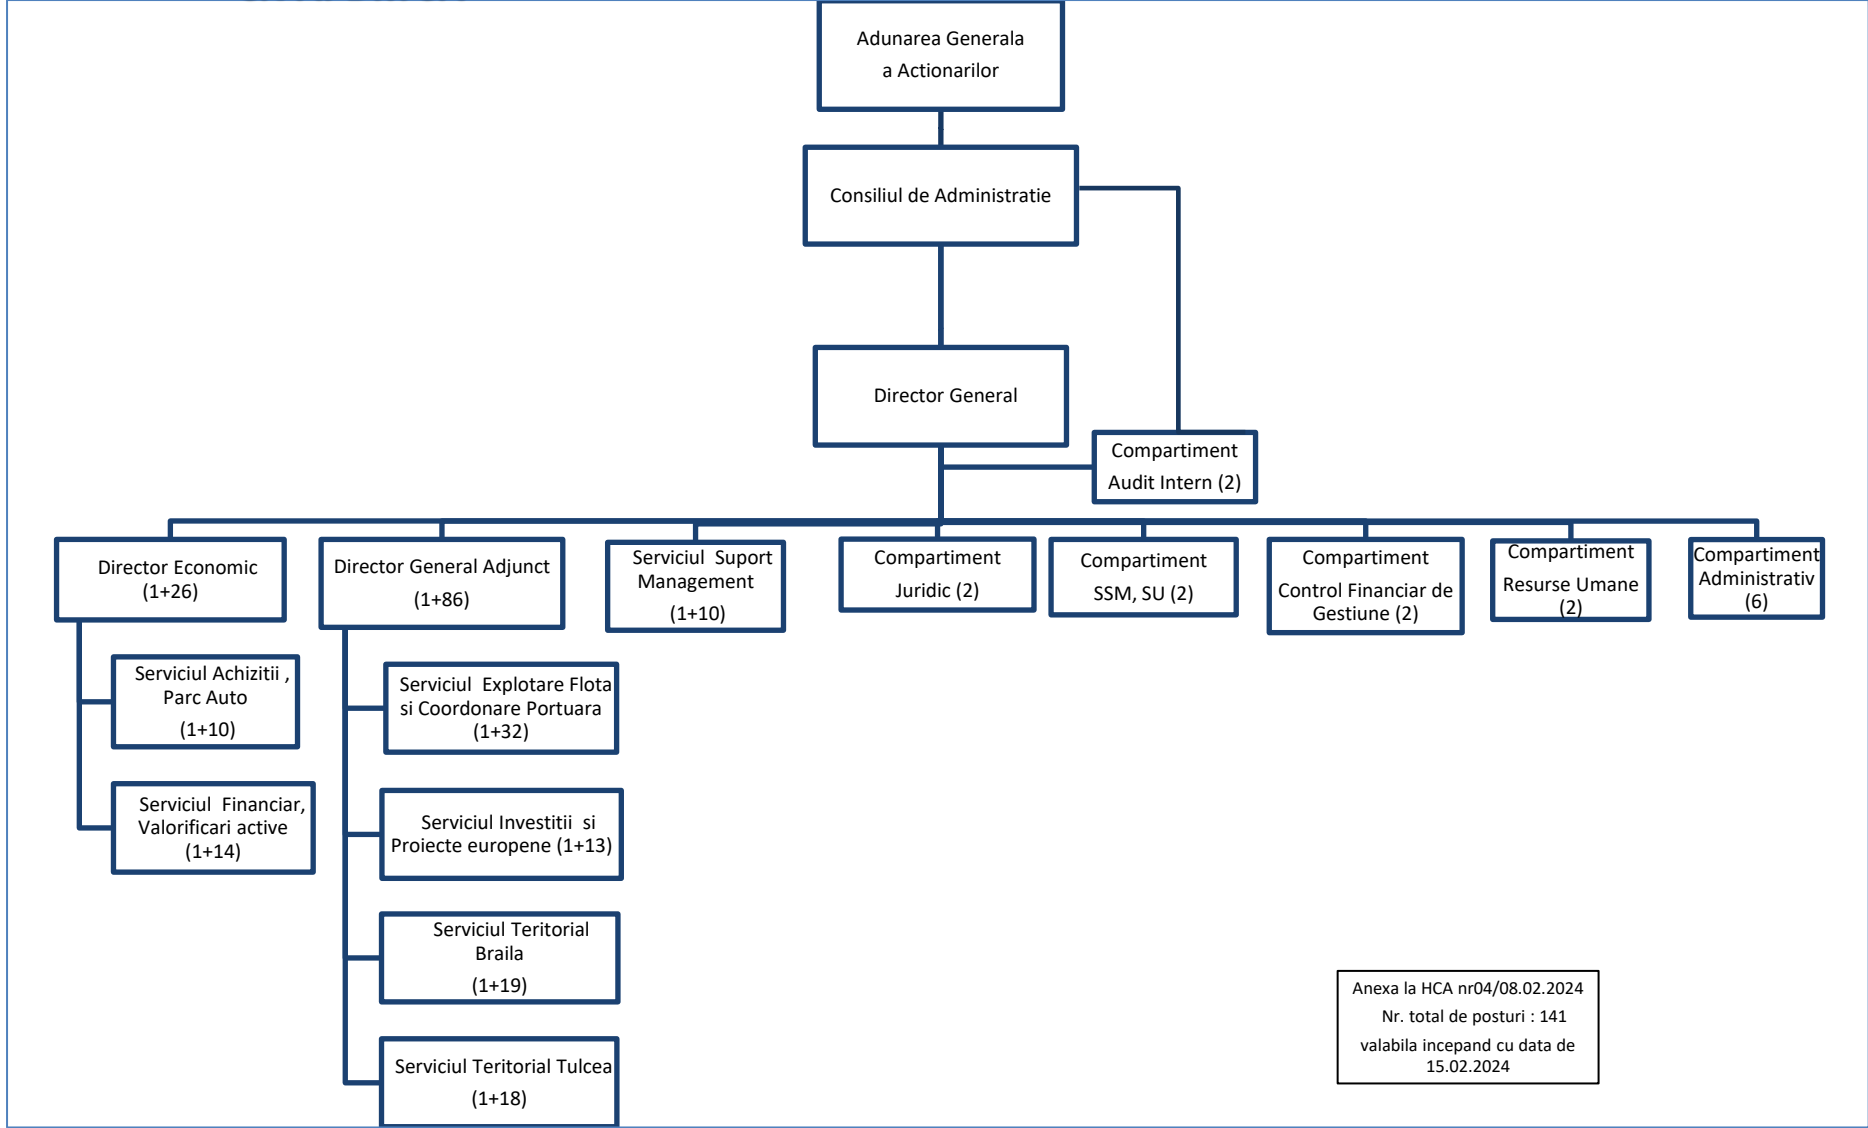 Adunarea Generala
a Actionarilor
Consiliul de Administratie
Director General
Compartiment
Audit Intern (2)
Director Economic
(1+26)
Director General Adjunct
(1+86)
Serviciul Suport
Management
(1+10)
Compartiment
Juridic (2)
Compartiment
SSM, SU (2)
Compartiment
Control Financiar de
Gestiune (2)
Compartiment
Resurse Umane
(2)
Compartiment
Administrativ
(6)
Serviciul Achizitii ,
Parc Auto
(1+10)
Serviciul Financiar,
Valorificari active
(1+14)
Serviciul Explotare Flota
si Coordonare Portuara
(1+32)
Serviciul Investitii si
Proiecte europene (1+13)
Serviciul Teritorial
Braila
(1+19)
Serviciul Teritorial Tulcea
(1+18)
Anexa la HCA nr04/08.02.2024
Nr. total de posturi : 141
valabila incepand cu data de
15.02.2024